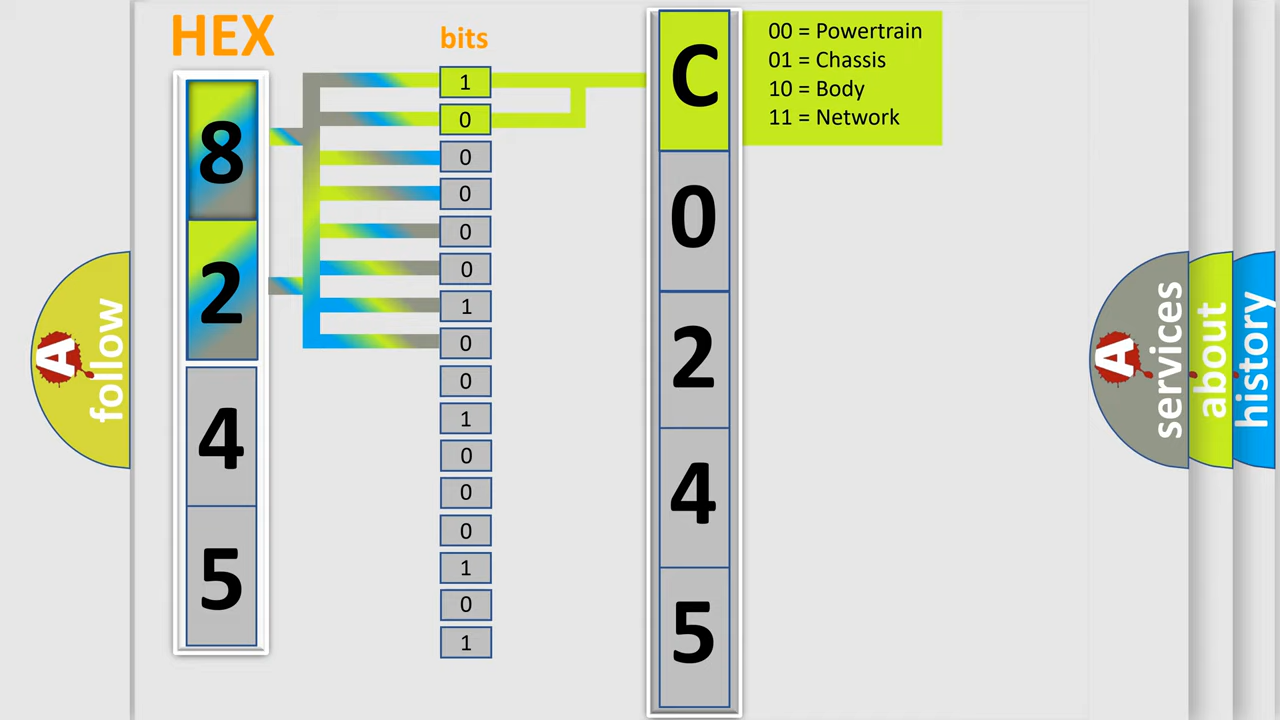 HEX
bits
8
2
4
5
1
0
0
0
0
0
1
0
0
1
0
0
0
1
0
1
C
0
2
4
5
00 = Powertrain
01 = Chassis
10 = Body
11 = Network
A
follow
A
services
about
history